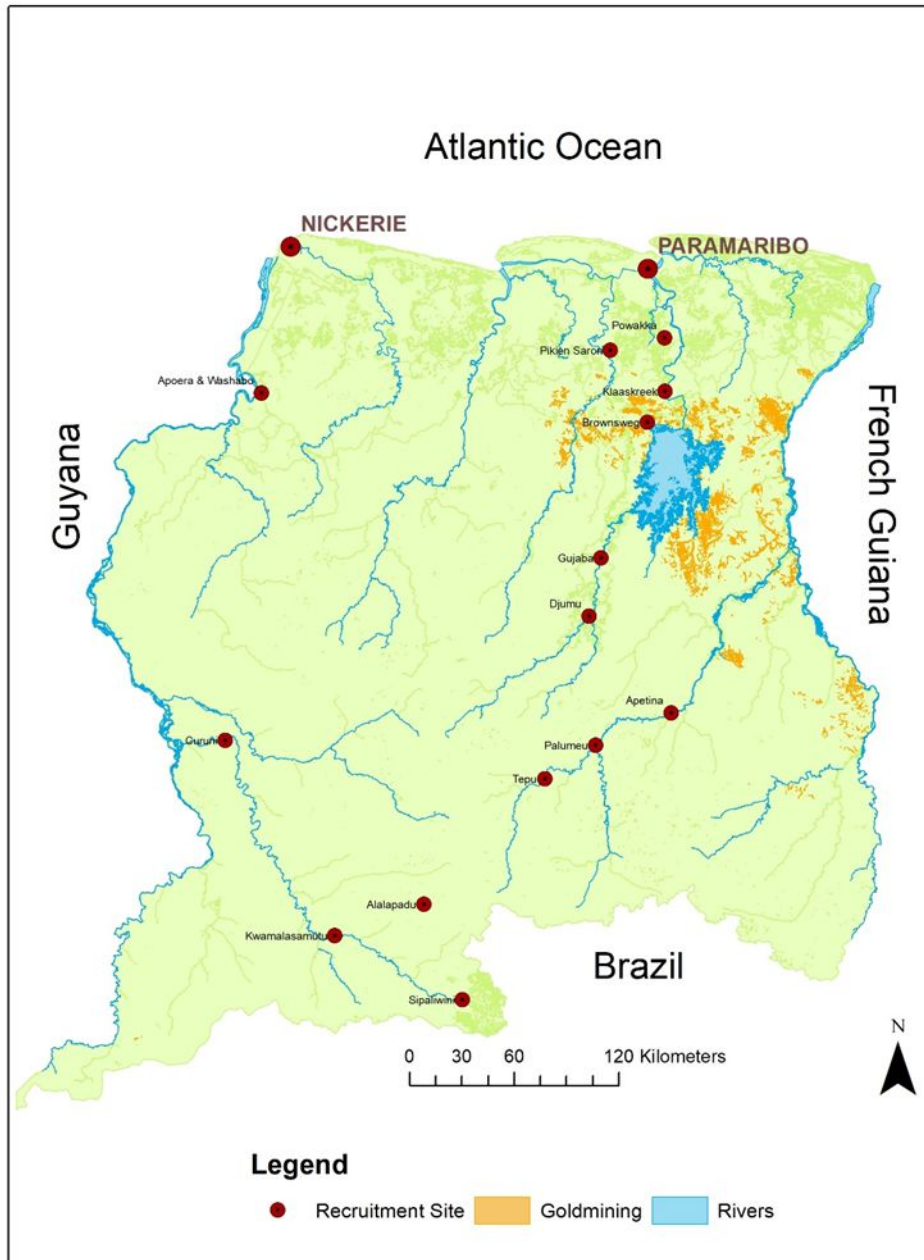 Atlantic Ocean
NICKERIE
PARAMARIBO
Powakka
Pikien Saron
Apoera & Washabo
Klaaskreek
Brownsweg
Guyana
French Guiana
Gujaba
Djumu
Apetina
Curuni
Palumeu
Tepu
Alalapadu
Kwamalasamutu
Brazil
Sipaliwini
N
0 30 60 120 Kilometers
Legend
Recruitment Site Goldmining Rivers